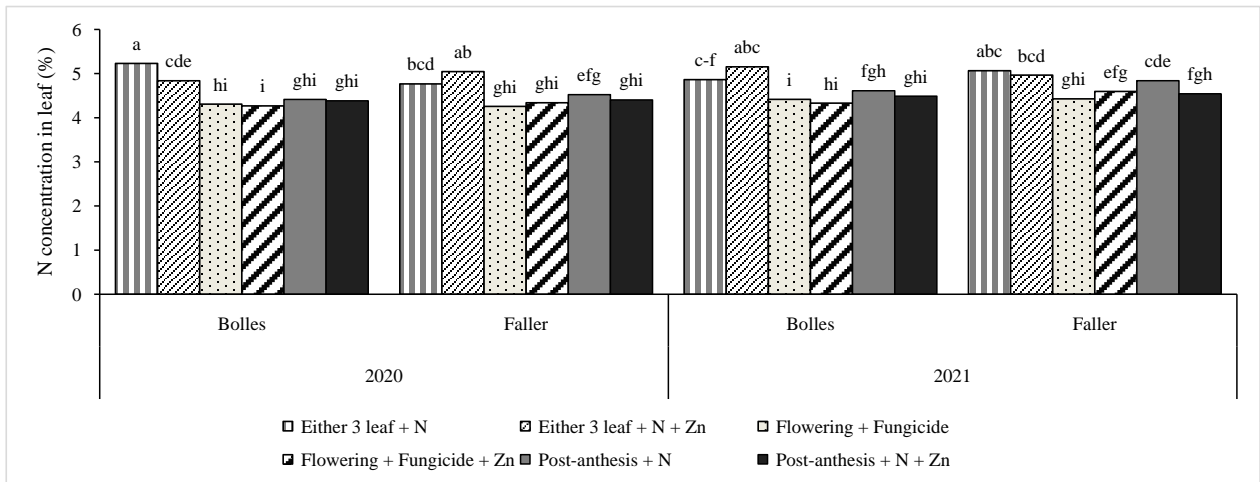 N concentration in leaf (%)
6
5
4
3
2
1
0
a
cde
hi
i
ghi
ghi
bcd
ab
ghi
ghi
efg
ghi
c-f
abc
i
hi
fgh
ghi
abc
bcd
ghi
efg
cde
fgh
Bolles
Faller
Bolles
Faller
2020
2021
Either 3 leaf + N
Either 3 leaf + N + Zn
Flowering + Fungicide
Flowering + Fungicide + Zn
Post-anthesis + N
Post-anthesis + N + Zn